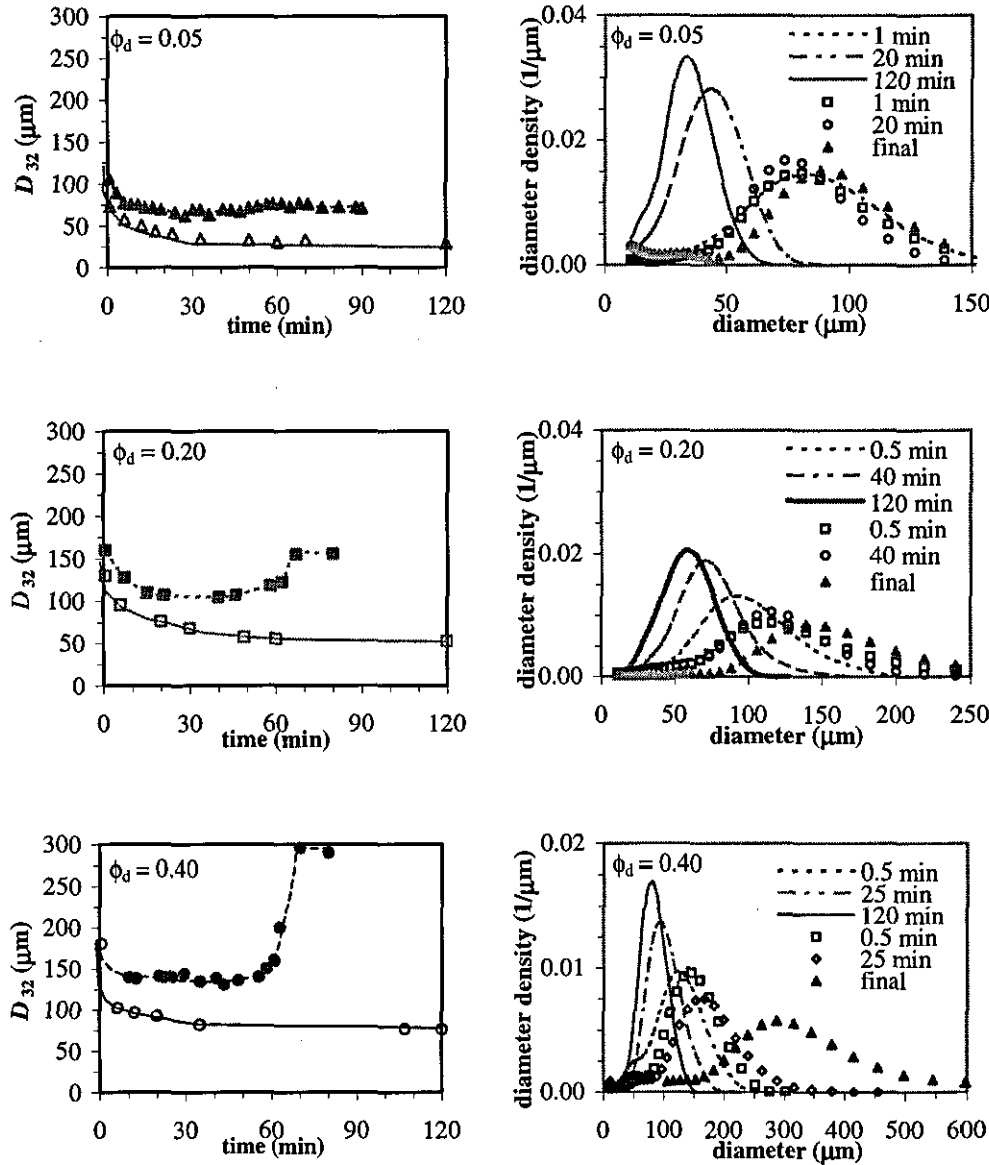 300
250
200
150
100
50
0
D32 (µm)
ϕd = 0.05
0 30 60 90 120
time (min)
0.04
0.02
0.00
diameter density (1/µm)
ϕd = 0.05
1 min
20 min
120 min
1 min
20 min
final
0 50 100 150
diameter (µm)
300
250
200
150
100
50
0
D32 (µm)
ϕd = 0.20
0 30 60 90 120
time (min)
0.04
0.02
0.00
diameter density (1/µm)
ϕd = 0.20
0.5 min
40 min
120 min
0.5 min
40 min
final
0 50 100 150 200 250
diameter (µm)
300
250
200
150
100
50
0
D32 (µm)
ϕd = 0.40
0 30 60 90 120
time (min)
0.02
0.01
0.00
diameter density (1/µm)
ϕd = 0.40
0.5 min
25 min
120 min
0.5 min
25 min
final
0 100 200 300 400 500 600
diameter (µm)